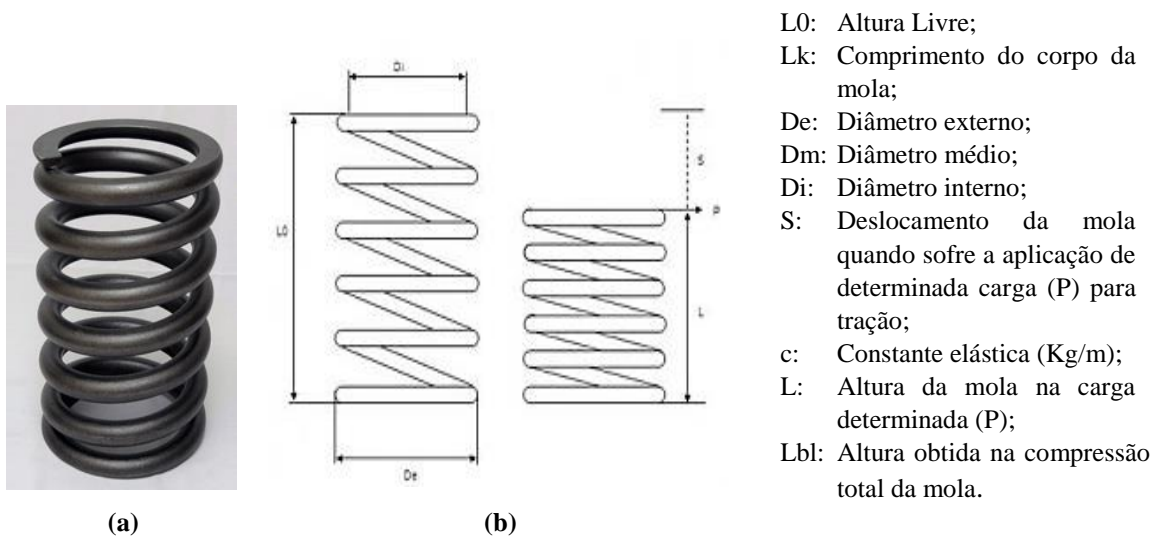 L0: Altura Livre;
Lk: Comprimento do corpo da
mola;
De: Diâmetro externo;
Dm: Diâmetro médio;
Di: Diâmetro interno;
S: Deslocamento da mola
quando sofre a aplicação de
determinada carga (P) para
tração;
c: Constante elástica (Kg/m);
L: Altura da mola na carga
determinada (P);
Lbl: Altura obtida na compressão
total da mola.
Di
S
P
L
De
(a)
(b)